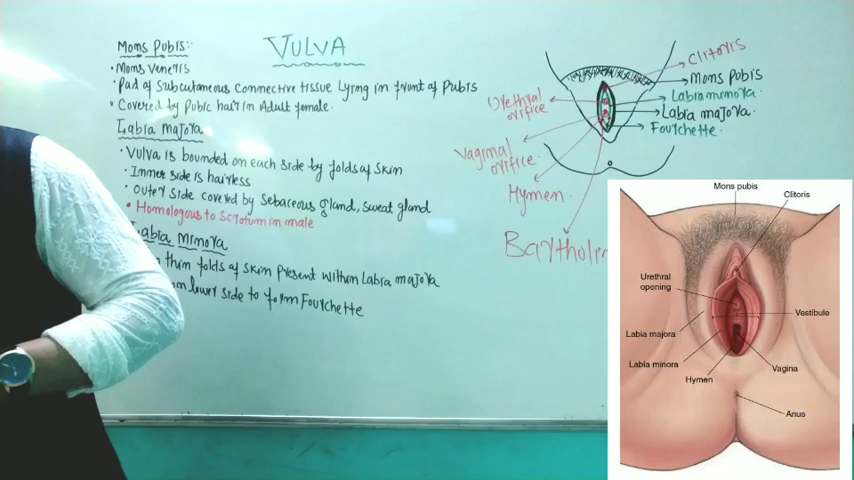 VULVA
Mons Pubis:-
• Mons veneris
• Pad of subcutaneous connective tissue lying in front of Pubis
• Covered by Pubic hair in Adult female.
Labia majora
• Vulva is bounded on each side by folds of skin
• Inner side is hairless
• outer side covered by sebaceous gland, sweat gland
• Homologous to scrotum in male
Labia minora
thin folds of skin present within Labia majora
lower side to form Fourchette
Clitoris
Mons Pobis
Labia minora
Labia majora.
Fourchette.
Urethral
orifice
Vaginal
orifice
Hymen.
Bartholin
Mons pubis
Clitoris
Urethral
opening
Vestibule
Labia majora
Labia minora
Hymen
Vagina
Anus